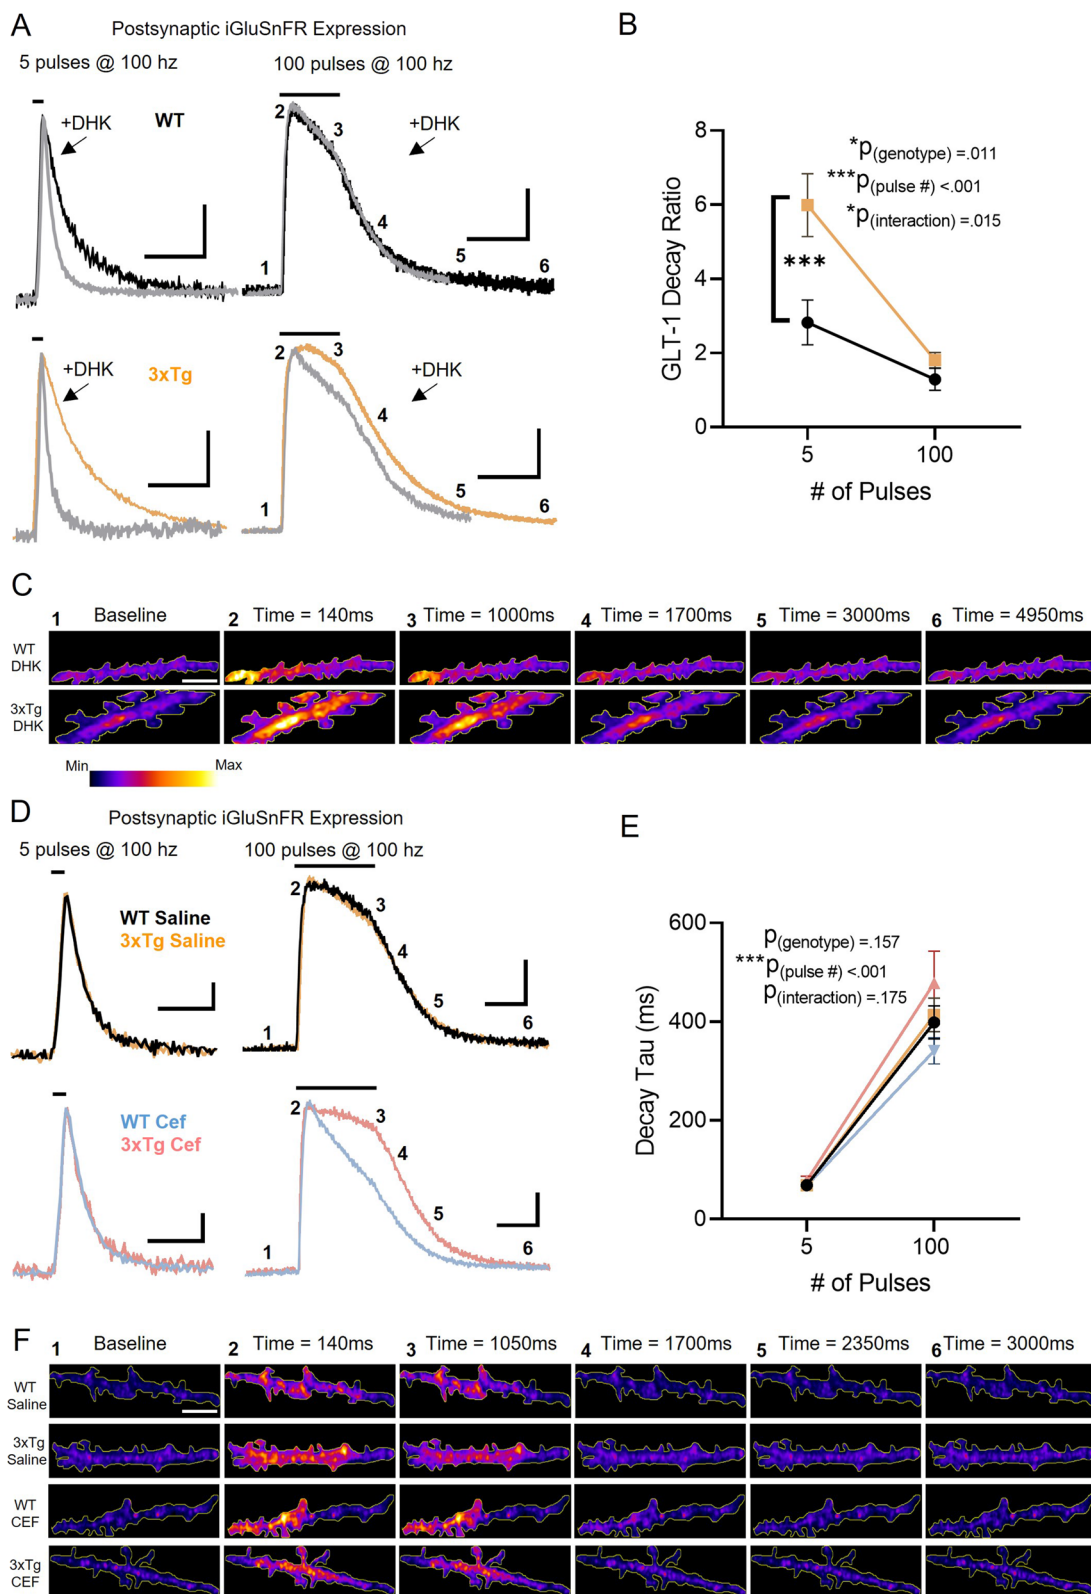 A
Postsynaptic iGluSnFR Expression
5 pulses @ 100 hz
100 pulses @ 100 hz
+DHK
WT
2
3
+DHK
4
1
5
6
3xTg
+DHK
2
3
+DHK
4
1
5
6
B
GLT-1 Decay Ratio
8
6
4
2
0
*p(genotype) =.011
***p(pulse #) <.001
*p(interaction) =.015
***
5
100
# of Pulses
C
1 Baseline
2 Time = 140ms
3 Time = 1000ms
4 Time = 1700ms
5 Time = 3000ms
6 Time = 4950ms
WT
DHK
3xTg
DHK
Min
Max
D
Postsynaptic iGluSnFR Expression
5 pulses @ 100 hz
100 pulses @ 100 hz
WT Saline
3xTg Saline
2
3
4
1
5
6
WT Cef
3xTg Cef
2
3
4
1
5
6
E
Decay Tau (ms)
600
400
200
0
p(genotype) =.157
***p(pulse #) <.001
p(interaction) =.175
5
100
# of Pulses
F
1 Baseline
2 Time = 140ms
3 Time = 1050ms
4 Time = 1700ms
5 Time = 2350ms
6 Time = 3000ms
WT
Saline
3xTg
Saline
WT
CEF
3xTg
CEF